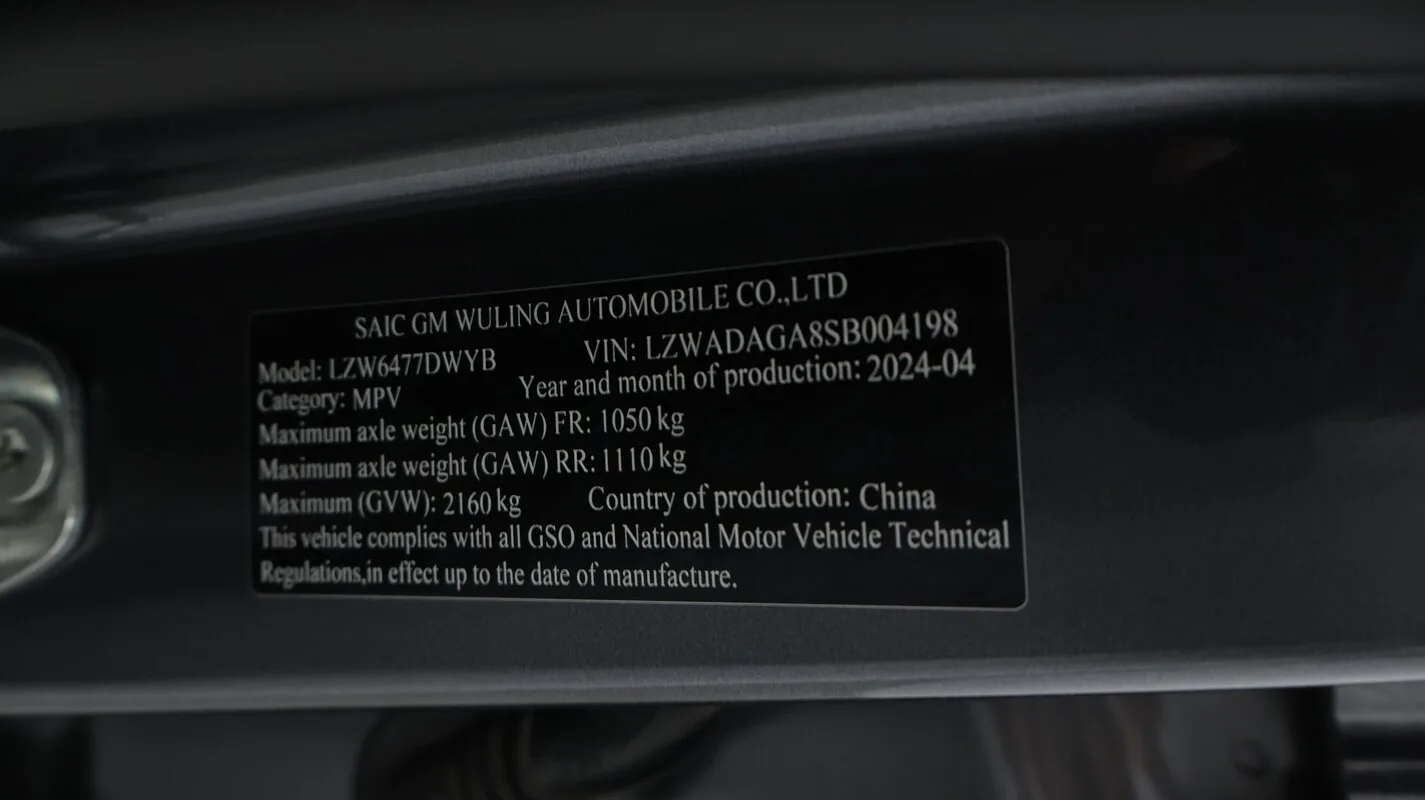 SAIC GM WULING AUTOMOBILE CO.,LTD
Model: LZW6477DWYB VIN: LZWADAGA8SB004198
Category: MPV Year and month of production: 2024-04
Maximum axle weight (GAW) FR: 1050 kg
Maximum axle weight (GAW) RR: 1110 kg
Maximum (GVW): 2160 kg Country of production: China
This vehicle complies with all GSO and National Motor Vehicle Technical
Regulations,in effect up to the date of manufacture.